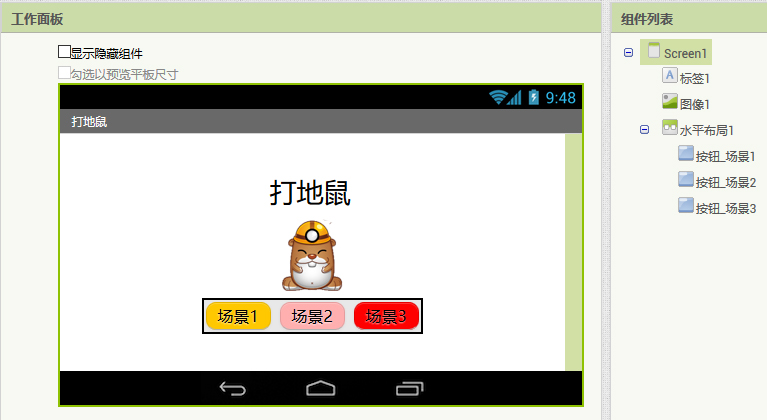 工作面板
显示隐藏组件
勾选以预览平板尺寸
9:48
打地鼠
打地鼠
场景1 场景2 场景3
组件列表
Screen1
A 标签1
图像1
水平布局1
按钮_场景1
按钮_场景2
按钮_场景3